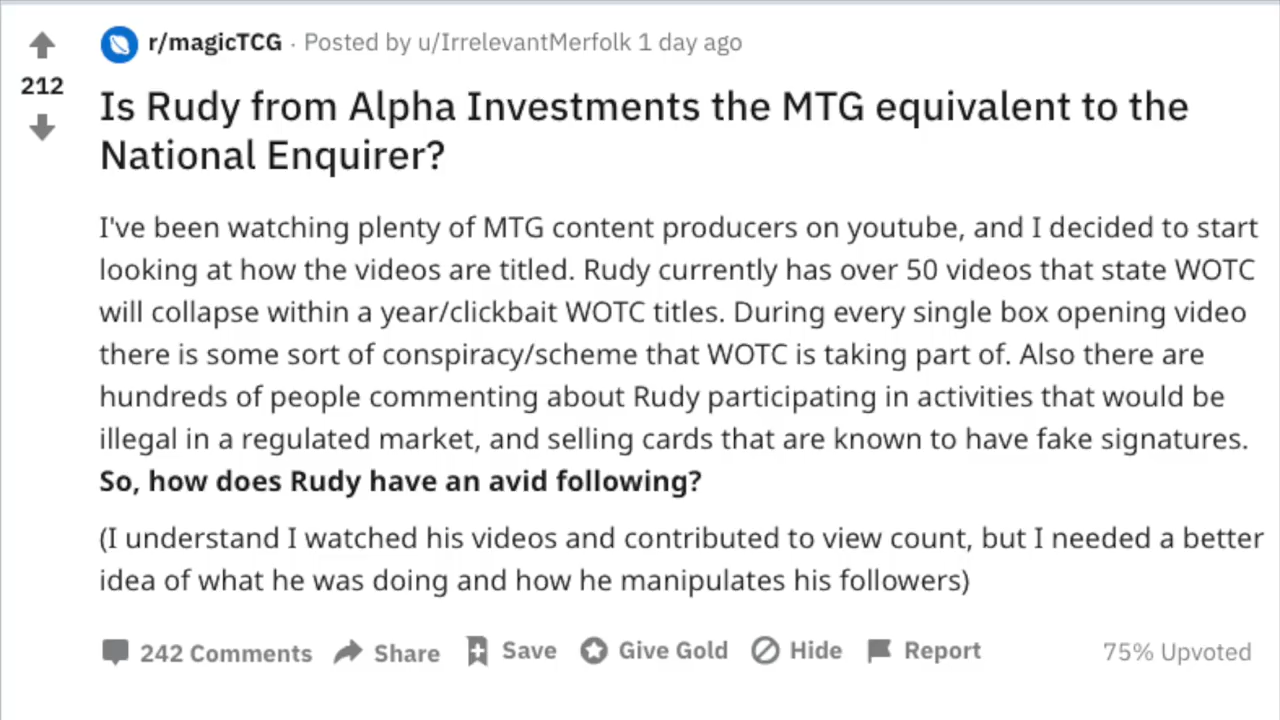 r/magicTCG · Posted by u/IrrelevantMerfolk 1 day ago
212
Is Rudy from Alpha Investments the MTG equivalent to the
National Enquirer?
I've been watching plenty of MTG content producers on youtube, and I decided to start
looking at how the videos are titled. Rudy currently has over 50 videos that state WOTC
will collapse within a year/clickbait WOTC titles. During every single box opening video
there is some sort of conspiracy/scheme that WOTC is taking part of. Also there are
hundreds of people commenting about Rudy participating in activities that would be
illegal in a regulated market, and selling cards that are known to have fake signatures.
So, how does Rudy have an avid following?
(I understand I watched his videos and contributed to view count, but I needed a better
idea of what he was doing and how he manipulates his followers)
242 Comments Share Save Give Gold Hide Report 75% Upvoted